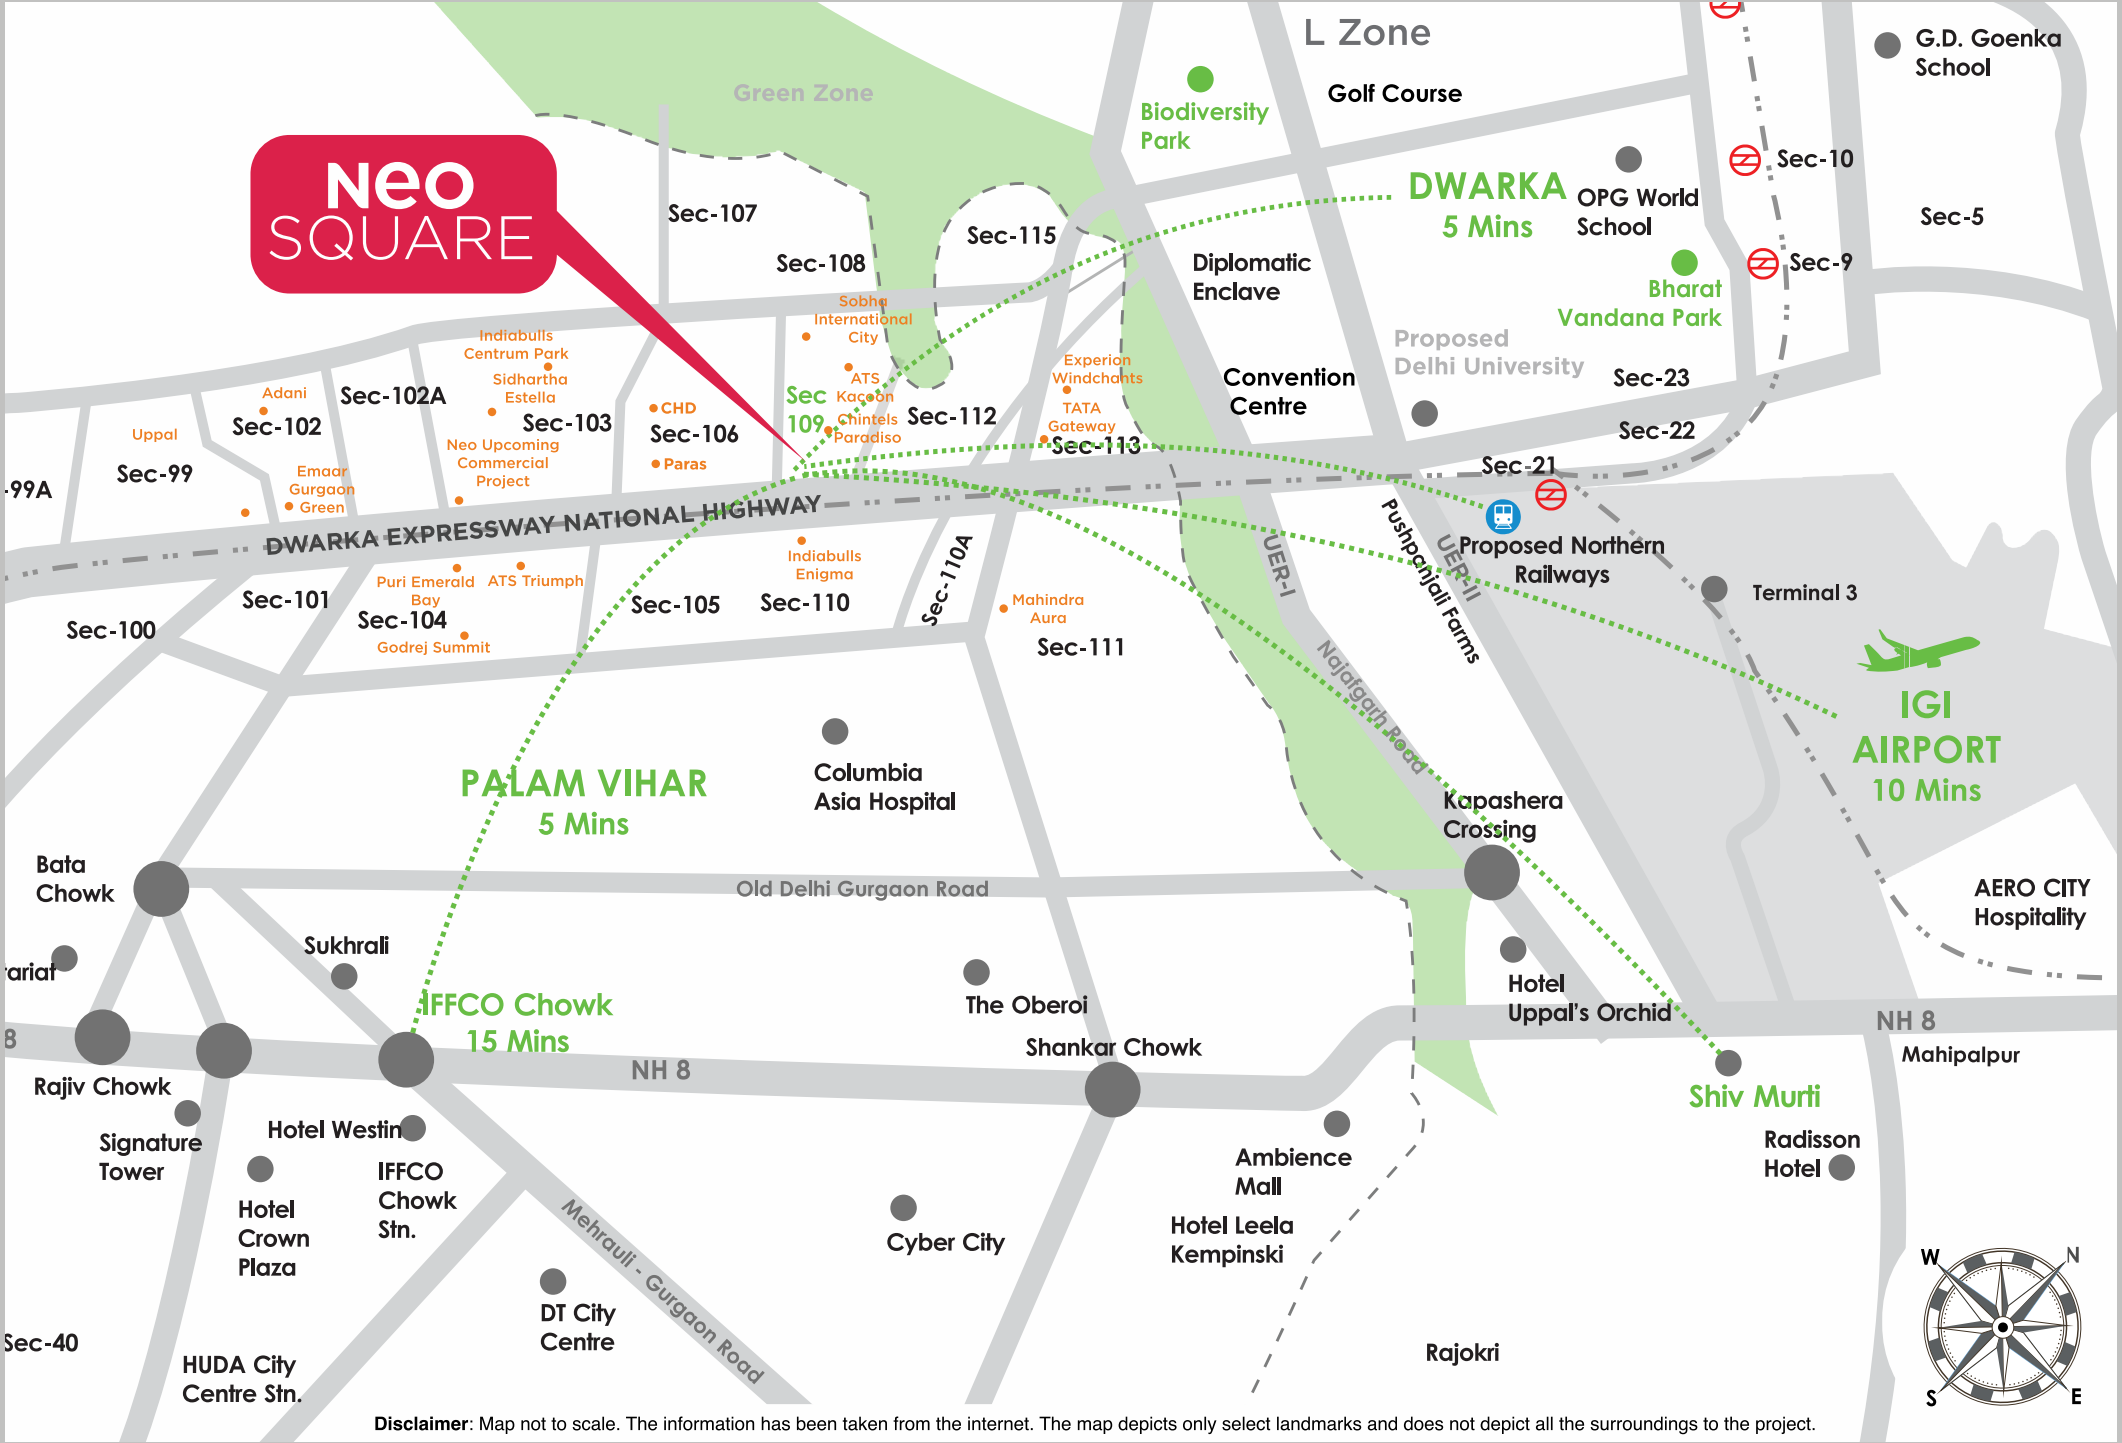 L Zone
G.D. Goenka
School
Green Zone
Golf Course
Biodiversity
Park
Neo
SQUARE
Sec-10
DWARKA
5 Mins
OPG World
School
Sec-107
Sec-5
Sec-115
Sec-108
Diplomatic
Enclave
Sec-9
Bharat
Vandana Park
Sobha
International
City
Indiabulls
Centrum Park
Proposed
Delhi University
Experion
Windchants
Sidhartha
Estella
ATS
Kacoon
Convention
Centre
Sec-23
Adani
Sec-102A
Sec
109
CHD
TATA
Gateway
Sec-102
Sec-103
Sec-106
Chintels
Paradiso
Sec-112
Sec-113
Sec-22
Uppal
Neo Upcoming
Commercial
Project
Paras
Sec-21
Sec-99
Emaar
Gurgaon
Green
-99A
DWARKA EXPRESSWAY NATIONAL HIGHWAY
Pushpanjali Farms
UER-I
UER-II
Proposed Northern
Railways
Indiabulls
Enigma
Sec-110A
Puri Emerald
Bay
ATS Triumph
Terminal 3
Sec-101
Sec-105
Sec-110
Mahindra
Aura
Sec-104
Sec-100
Godrej Summit
Sec-111
Najafgarh Road
IGI
AIRPORT
10 Mins
PALAM VIHAR
5 Mins
Columbia
Asia Hospital
Kapashera
Crossing
Bata
Chowk
Old Delhi Gurgaon Road
AERO CITY
Hospitality
Sukhrali
tariat
Hotel
Uppal's Orchid
IFFCO Chowk
15 Mins
The Oberoi
8
NH 8
Shankar Chowk
NH 8
Mahipalpur
Rajiv Chowk
Shiv Murti
Signature
Tower
Hotel Westin
Radisson
Hotel
IFFCO
Chowk
Stn.
Ambience
Mall
Hotel
Crown
Plaza
Mehrauli - Gurgaon Road
Cyber City
Hotel Leela
Kempinski
W
N
DT City
Centre
Sec-40
Rajokri
HUDA City
Centre Stn.
S
E
Disclaimer: Map not to scale. The information has been taken from the internet. The map depicts only select landmarks and does not depict all the surroundings to the project.